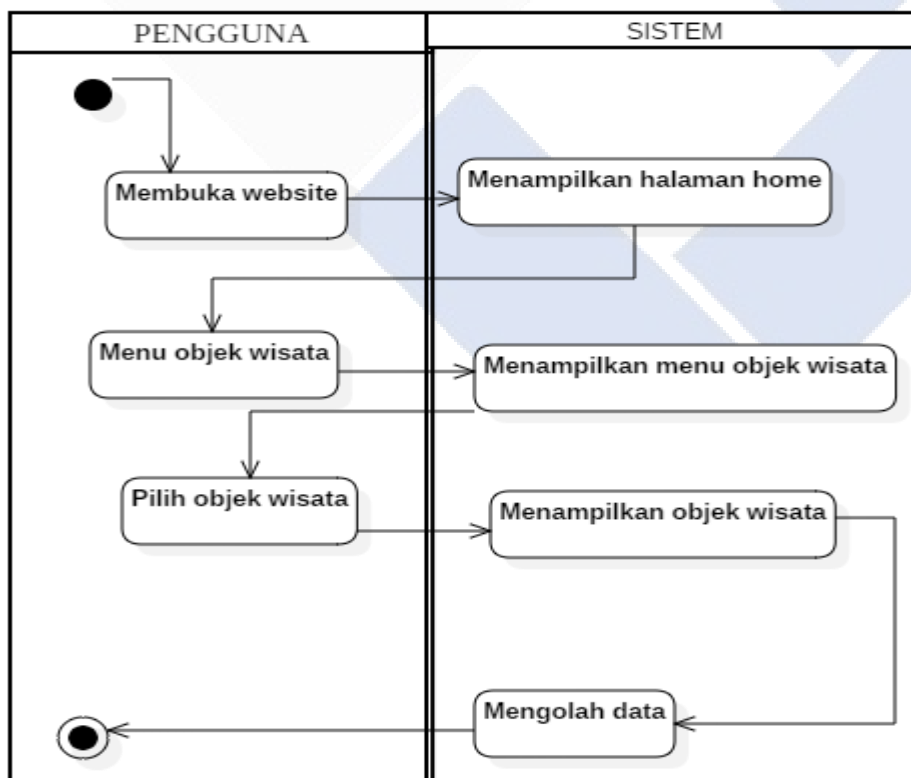 PENGGUNA
SISTEM
Membuka website
Menampilkan halaman home
Menu objek wisata
Menampilkan menu objek wisata
Pilih objek wisata
Menampilkan objek wisata
Mengolah data